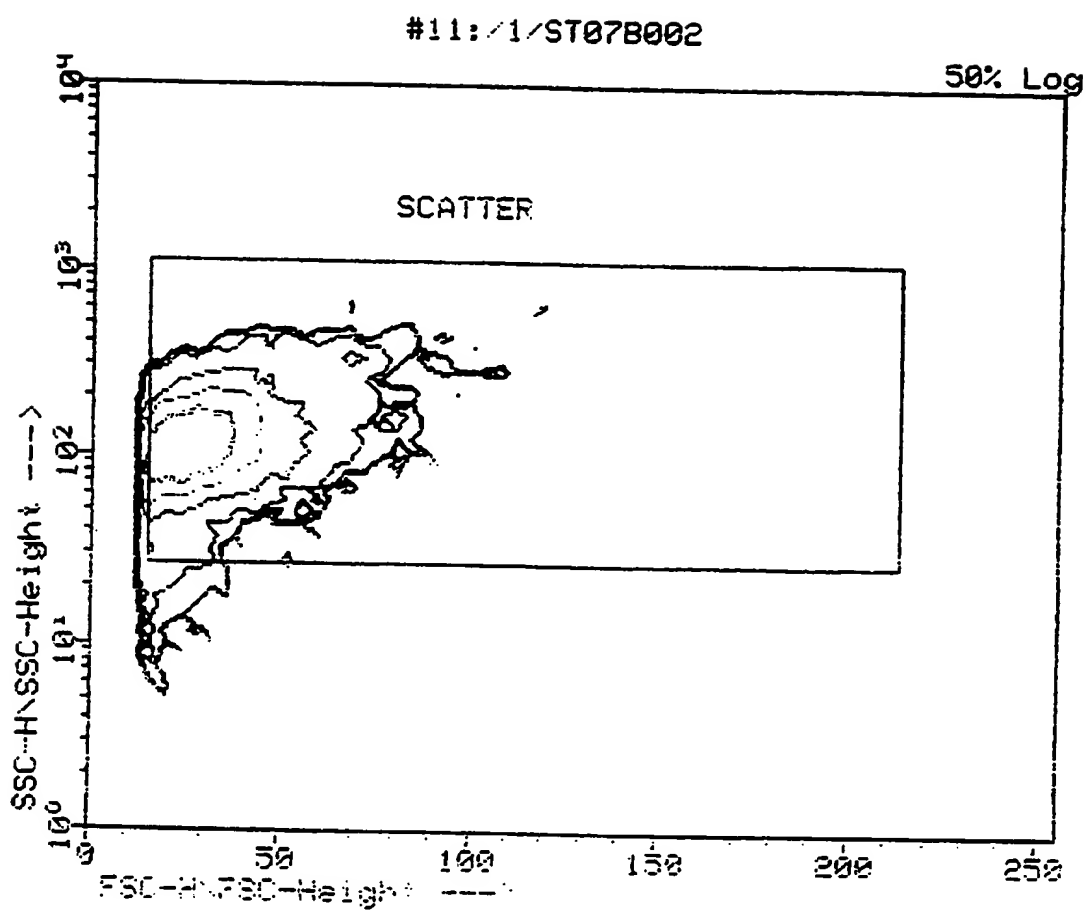 #11:/1/ST07B002
50% Log
SCATTER
10⁴
10³
10²
10¹
10⁰
SSC-H\SSC-Height --->
0 50 100 150 200 250
FSC-H\FSC-Height ---